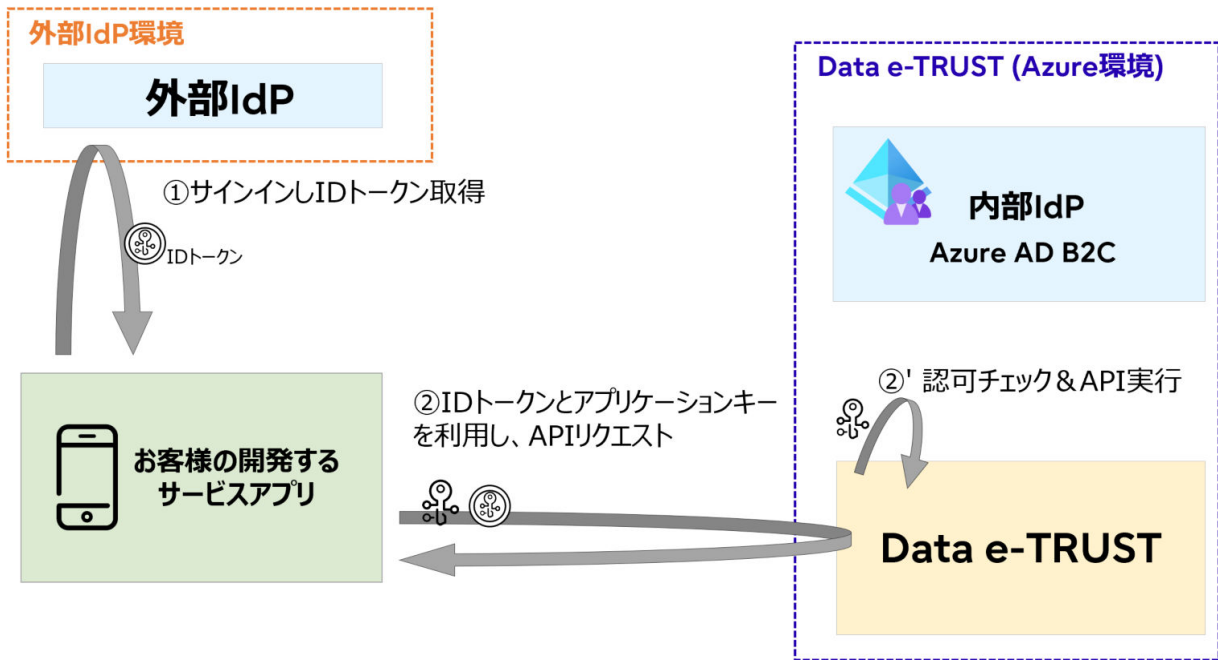 外部IdP環境
外部IdP
①サインインしIDトークン取得
IDトークン
お客様の開発する
サービスアプリ
②IDトークンとアプリケーションキー
を利用し、APIリクエスト
Data e-TRUST (Azure環境)
内部IdP
Azure AD B2C
②' 認可チェック＆API実行
Data e-TRUST